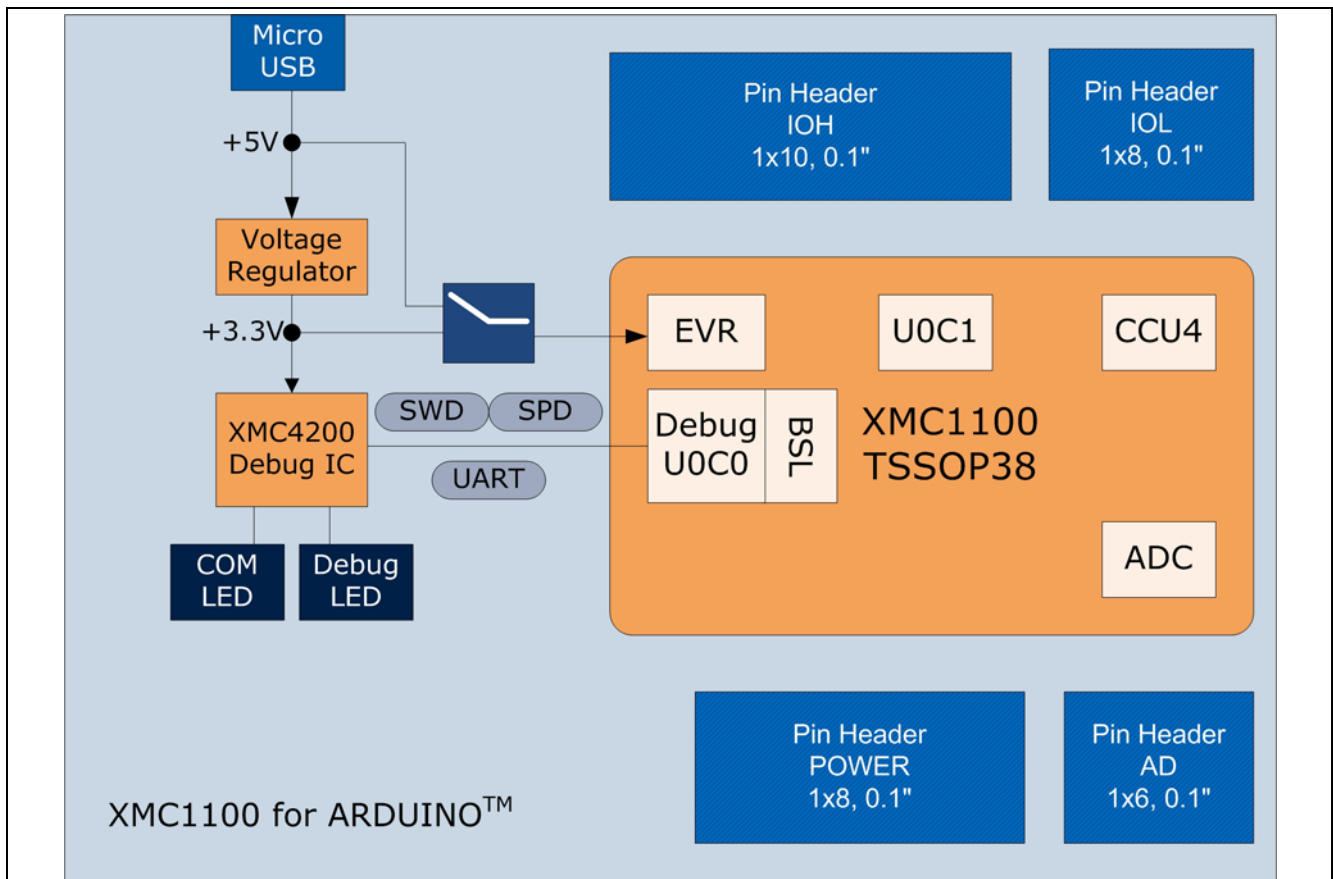 Micro
USB
Pin Header
IOH
1x10, 0.1"
Pin Header
IOL
1x8, 0.1"
+5V
Voltage
Regulator
+3.3V
EVR
U0C1
CCU4
XMC4200
Debug IC
SWD
SPD
UART
Debug
U0C0
BSL
XMC1100
TSSOP38
ADC
COM
LED
Debug
LED
Pin Header
POWER
1x8, 0.1"
Pin Header
AD
1x6, 0.1"
XMC1100 for ARDUINO™